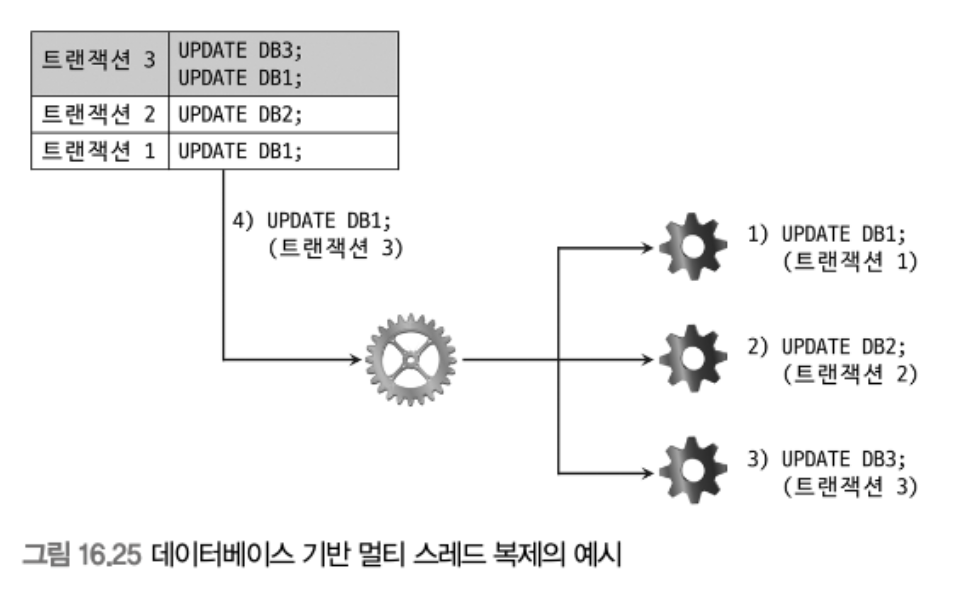 트랜잭션 3 UPDATE DB3;
UPDATE DB1;
트랜잭션 2 UPDATE DB2;
트랜잭션 1 UPDATE DB1;
4) UPDATE DB1;
(트랜잭션 3)
1) UPDATE DB1;
(트랜잭션 1)
2) UPDATE DB2;
(트랜잭션 2)
3) UPDATE DB3;
(트랜잭션 3)
그림 16.25 데이터베이스 기반 멀티 스레드 복제의 예시